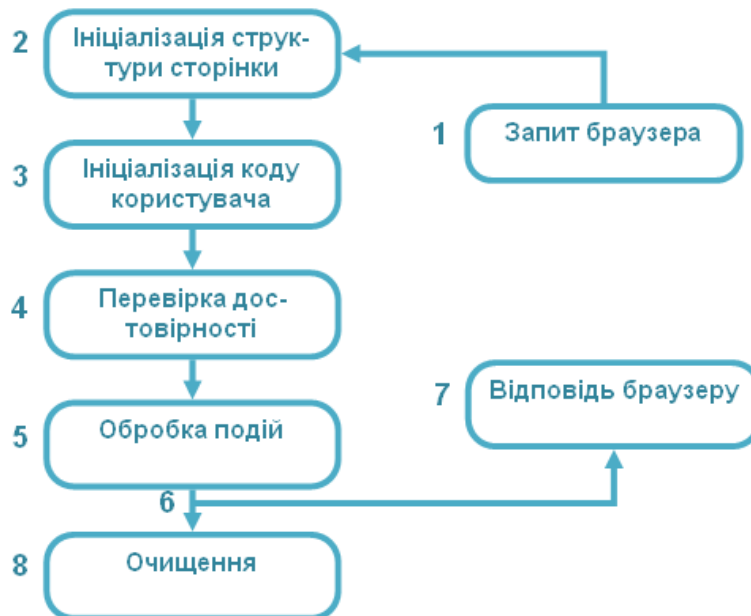 2
Ініціалізація струк-
тури сторінки
1
Запит браузера
3
Ініціалізація коду
користувача
4
Перевірка дос-
товірності
7
Відповідь браузеру
5
Обробка подій
6
8
Очищення